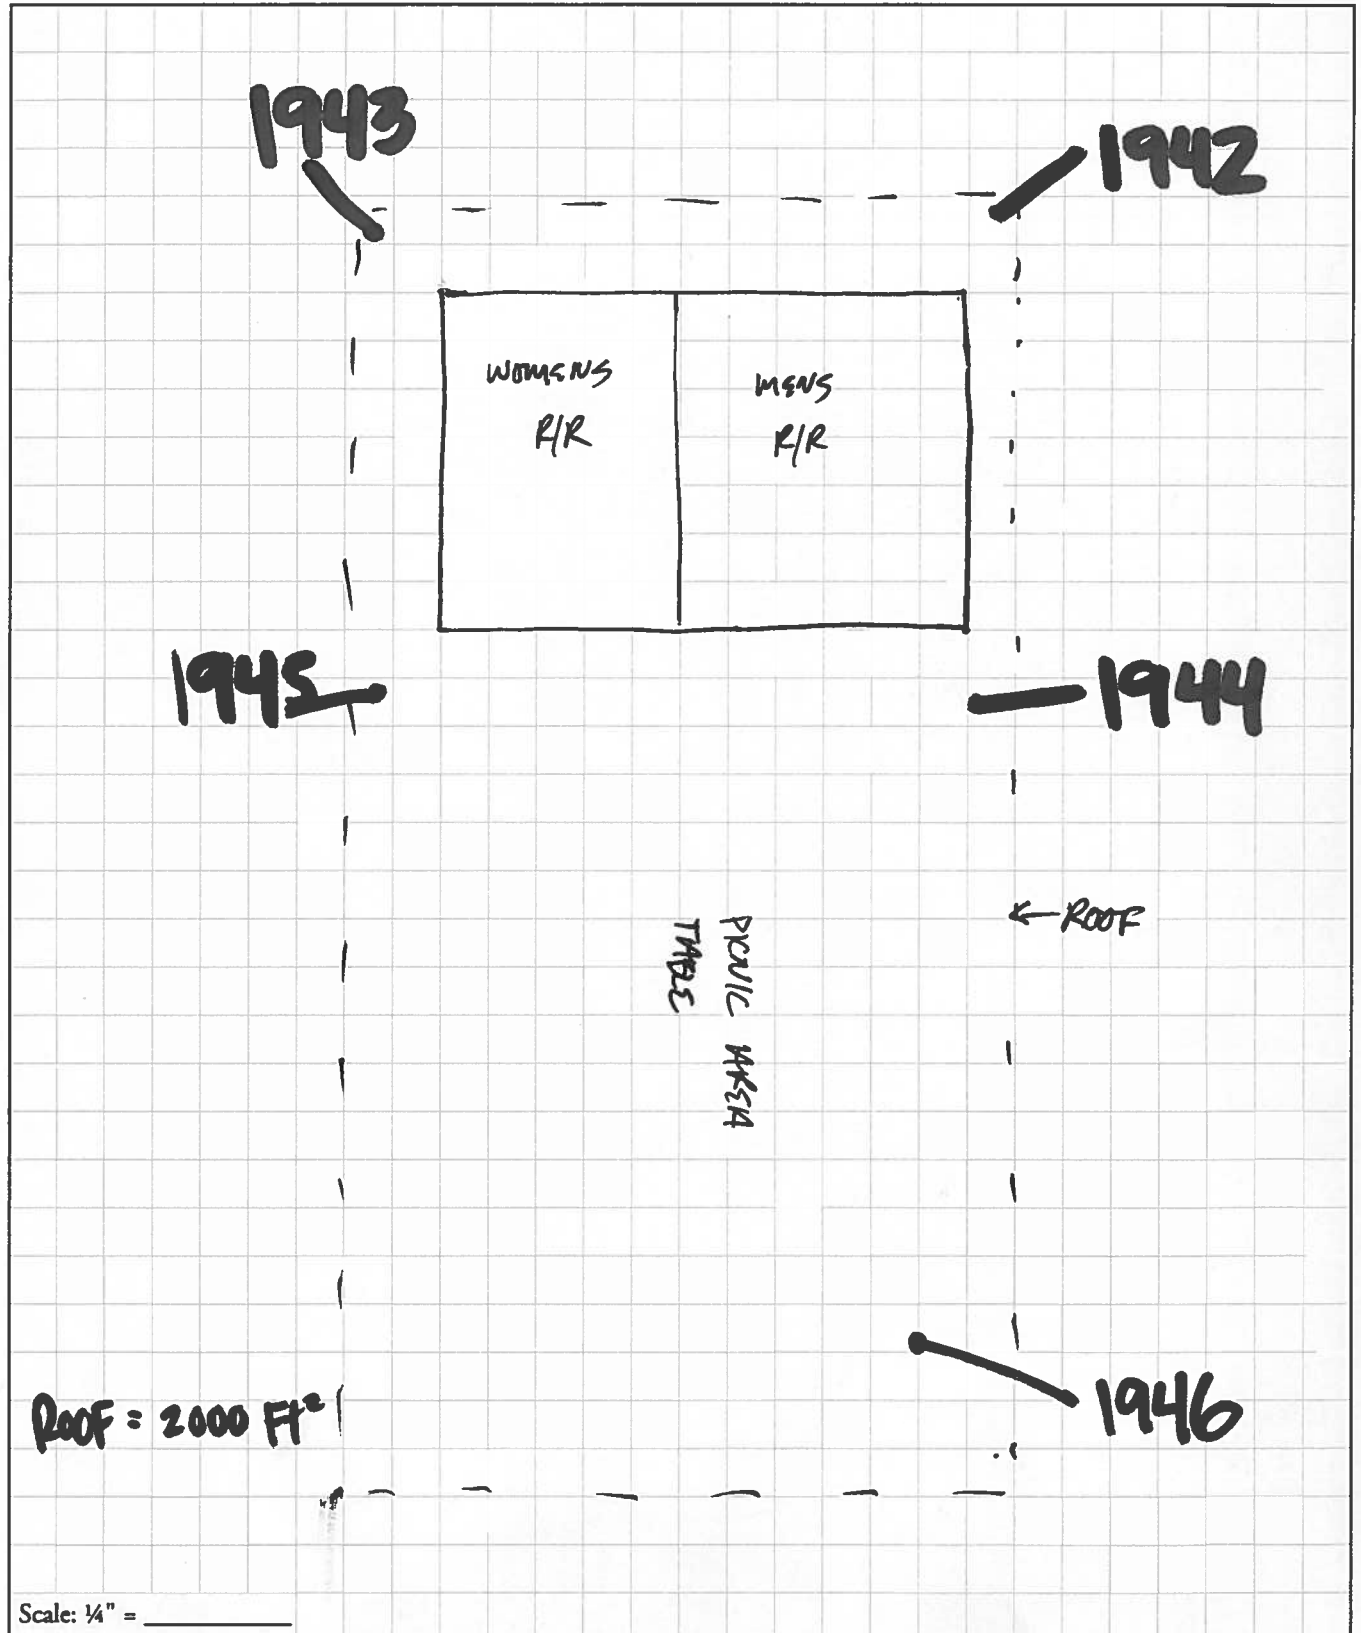 1943
1942
WOMENS
R/R
MENS
R/R
1945
1944
PICNIC AREA
TABLE
← ROOF
1946
ROOF = 2000 Ft²
Scale: ¼" =